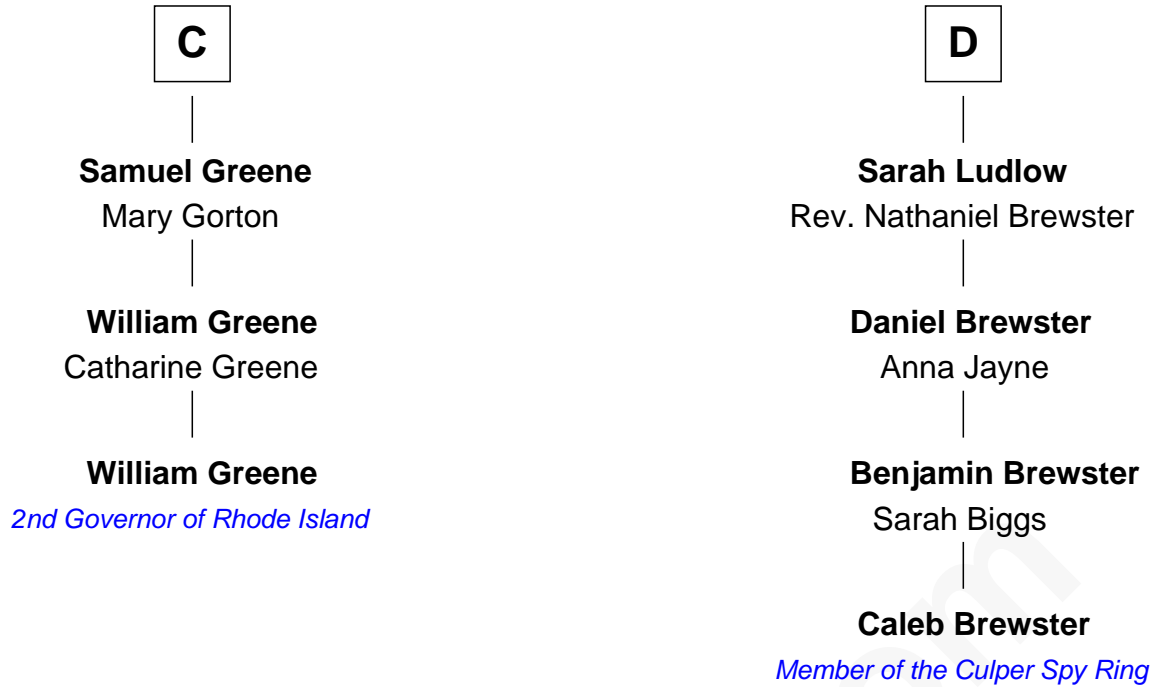 C
Samuel Greene
Mary Gorton
William Greene
Catharine Greene
William Greene
2nd Governor of Rhode Island
D
Sarah Ludlow
Rev. Nathaniel Brewster
Daniel Brewster
Anna Jayne
Benjamin Brewster
Sarah Biggs
Caleb Brewster
Member of the Culper Spy Ring